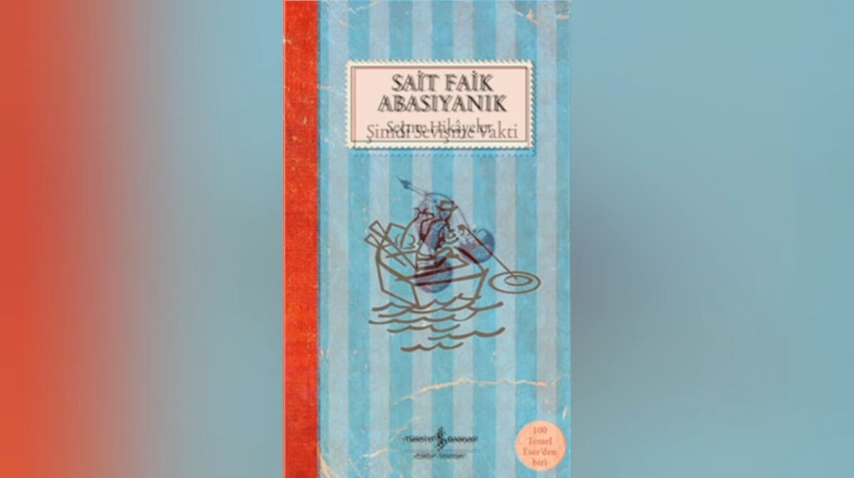 SAİT FAİK
ABASIYANIK
Seçme Hikâyeler
Şimdi Sevişme Vakti
100
Temel
Eser'den
biri